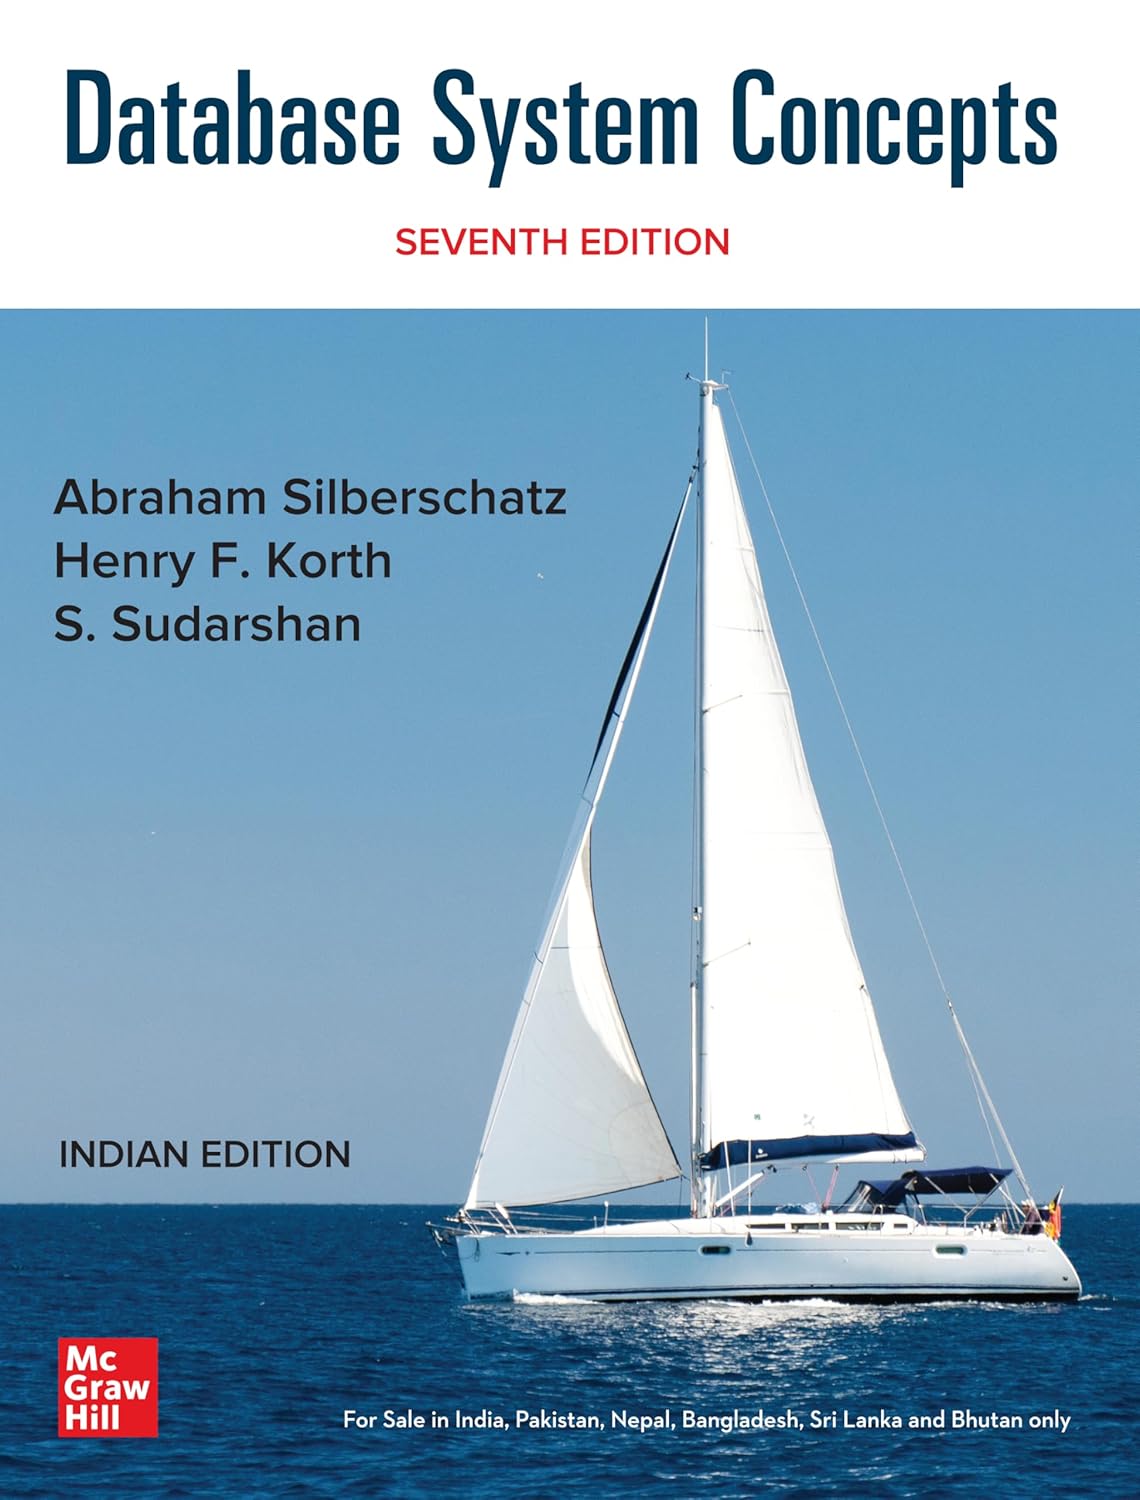 Database System Concepts
SEVENTH EDITION
Abraham Silberschatz
Henry F. Korth
S. Sudarshan
INDIAN EDITION
Mc
Graw
Hill
For Sale in India, Pakistan, Nepal, Bangladesh, Sri Lanka and Bhutan only